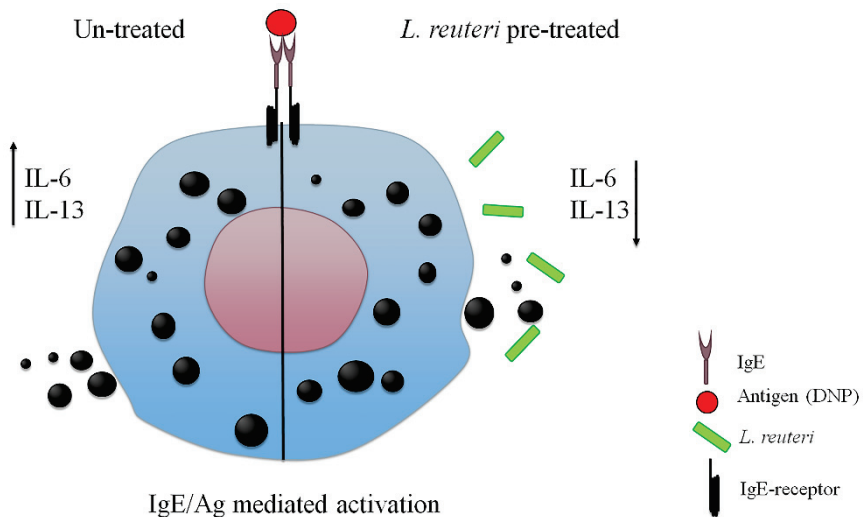 Un-treated
L. reuteri pre-treated
IL-6
IL-13
IL-6
IL-13
IgE
Antigen (DNP)
L. reuteri
IgE-receptor
IgE/Ag mediated activation